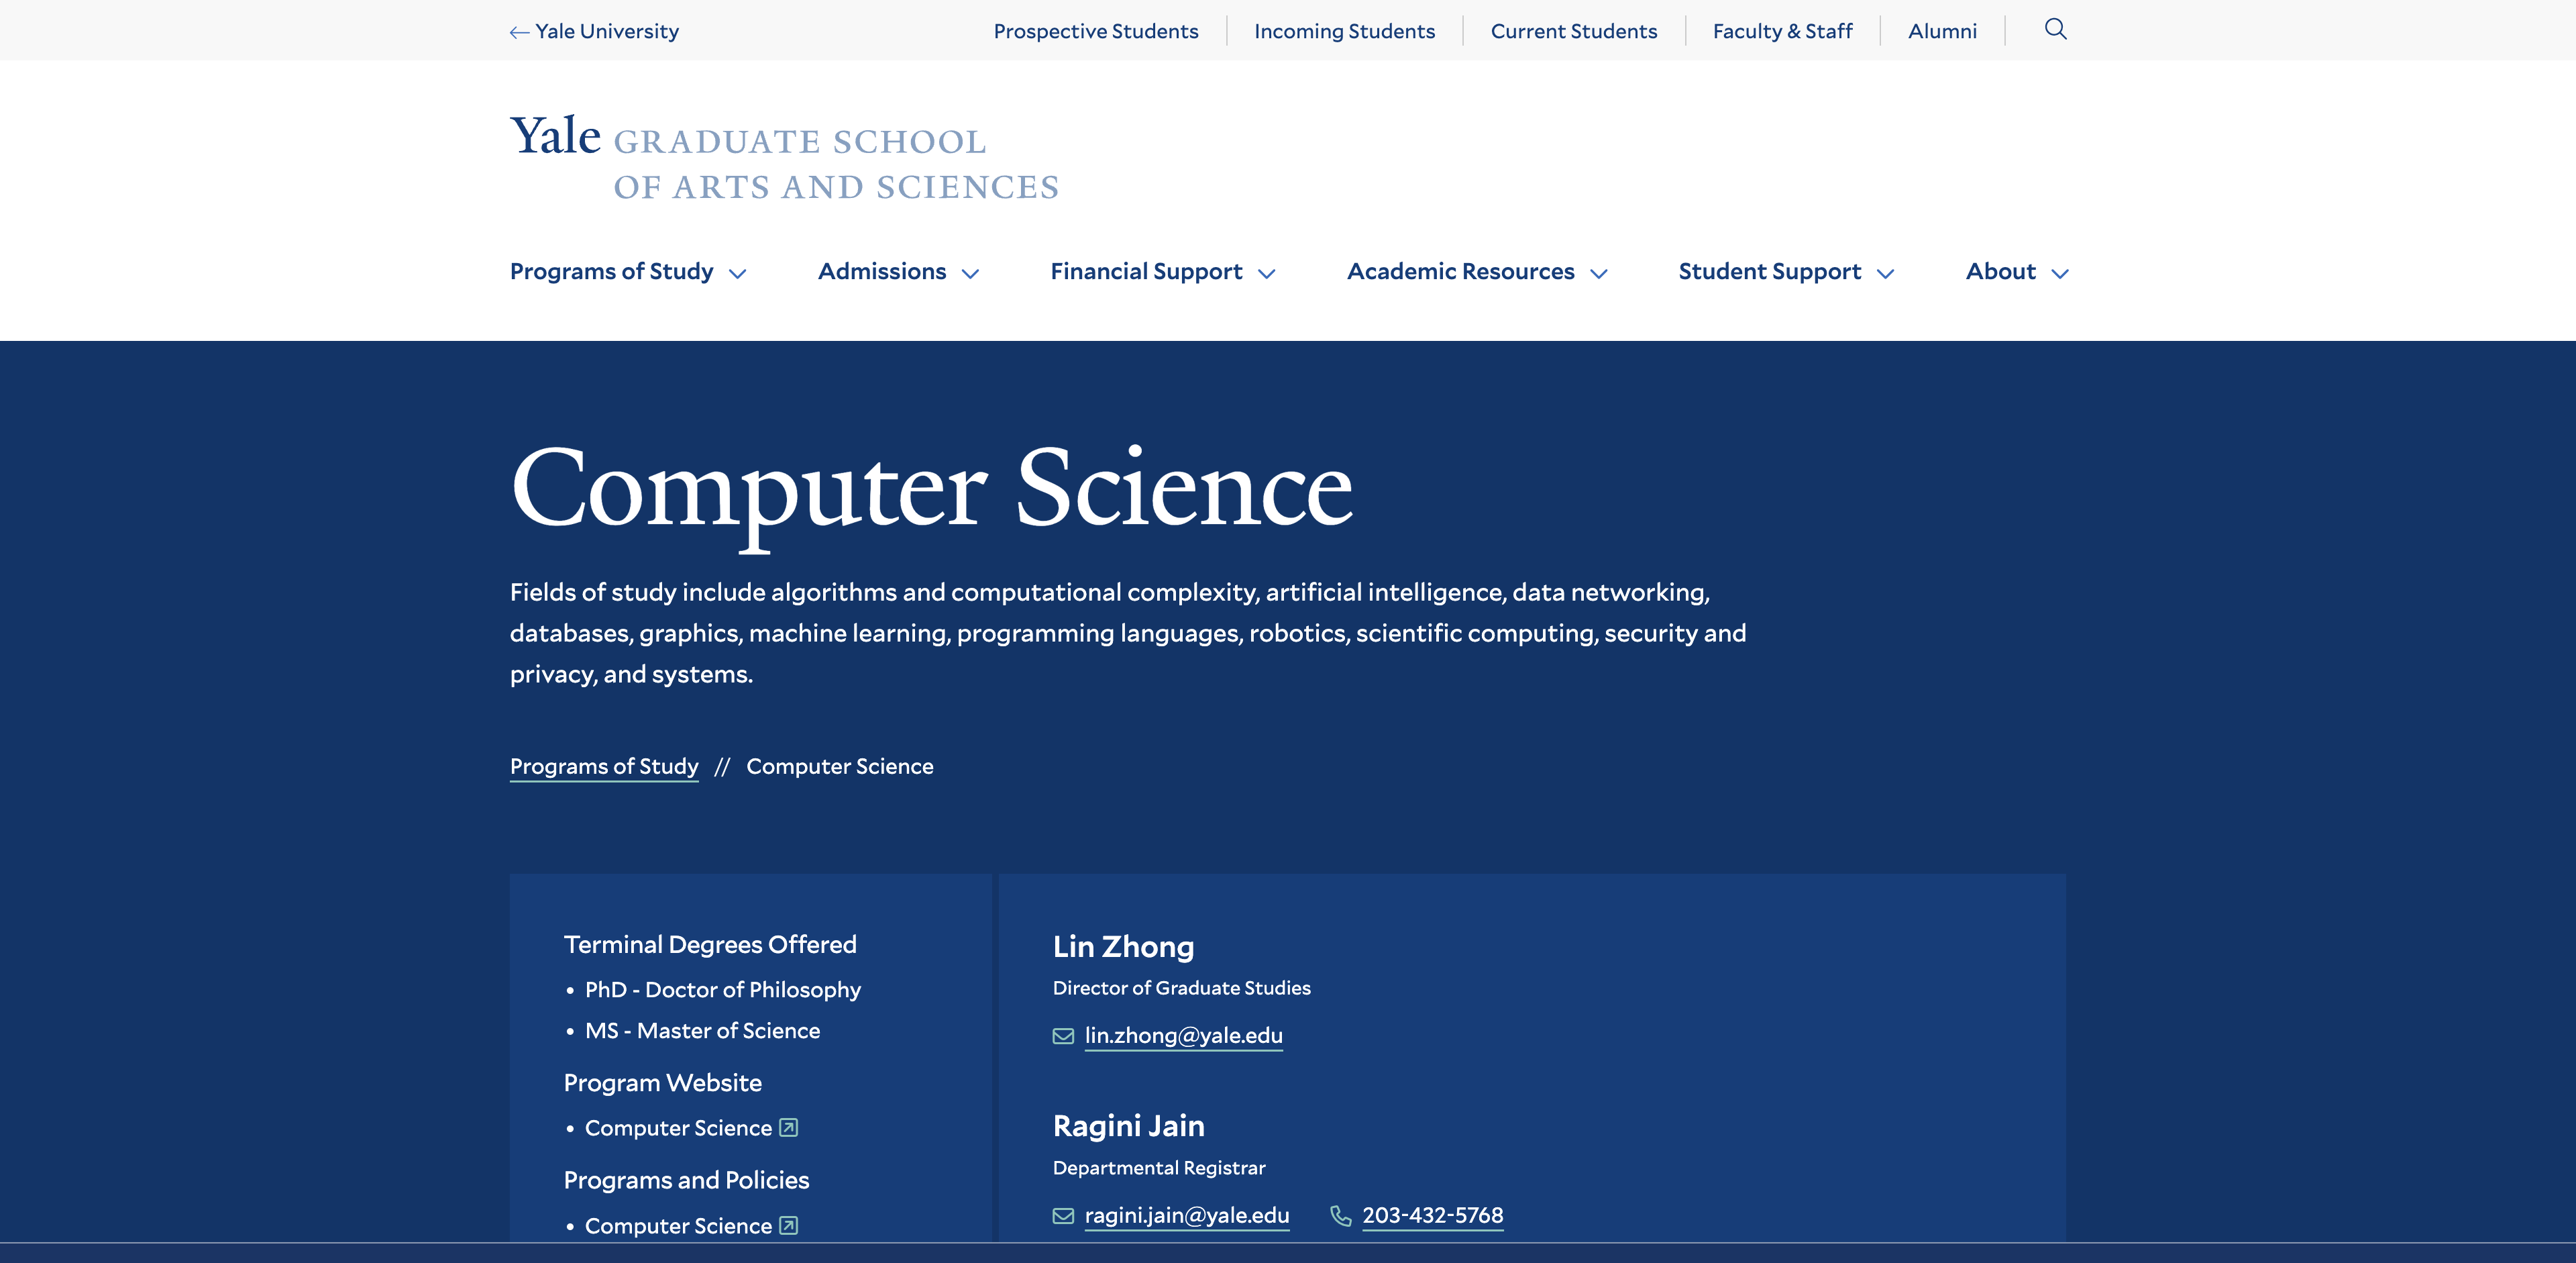 Yale University
Prospective Students
Incoming Students
Current Students
Faculty & Staff
Alumni
Yale GRADUATE SCHOOL
OF ARTS AND SCIENCES
Programs of Study
Admissions
Financial Support
Academic Resources
Student Support
About
Computer Science
Fields of study include algorithms and computational complexity, artificial intelligence, data networking,
databases, graphics, machine learning, programming languages, robotics, scientific computing, security and
privacy, and systems.
Programs of Study // Computer Science
Terminal Degrees Offered
• PhD - Doctor of Philosophy
• MS - Master of Science
Program Website
• Computer Science
Programs and Policies
• Computer Science
Lin Zhong
Director of Graduate Studies
lin.zhong@yale.edu
Ragini Jain
Departmental Registrar
ragini.jain@yale.edu
203-432-5768